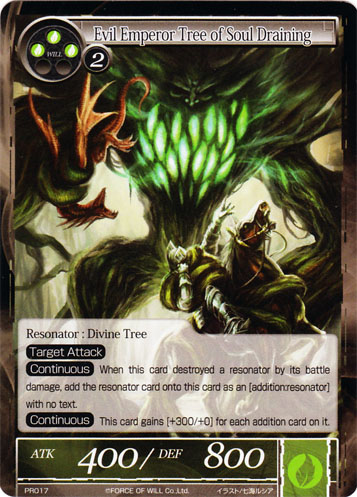 Evil Emperor Tree of Soul Draining
WILL
2
Resonator : Divine Tree
Target Attack
Continuous When this card destroyed a resonator by its battle
damage, add the resonator card onto this card as an [addition:resonator]
with no text.
Continuous This card gains [+300/+0] for each addition card on it.
ATK 400 / DEF 800
PR017 ™©FORCE OF WILL Co.,Ltd. イラスト/七海ルシア